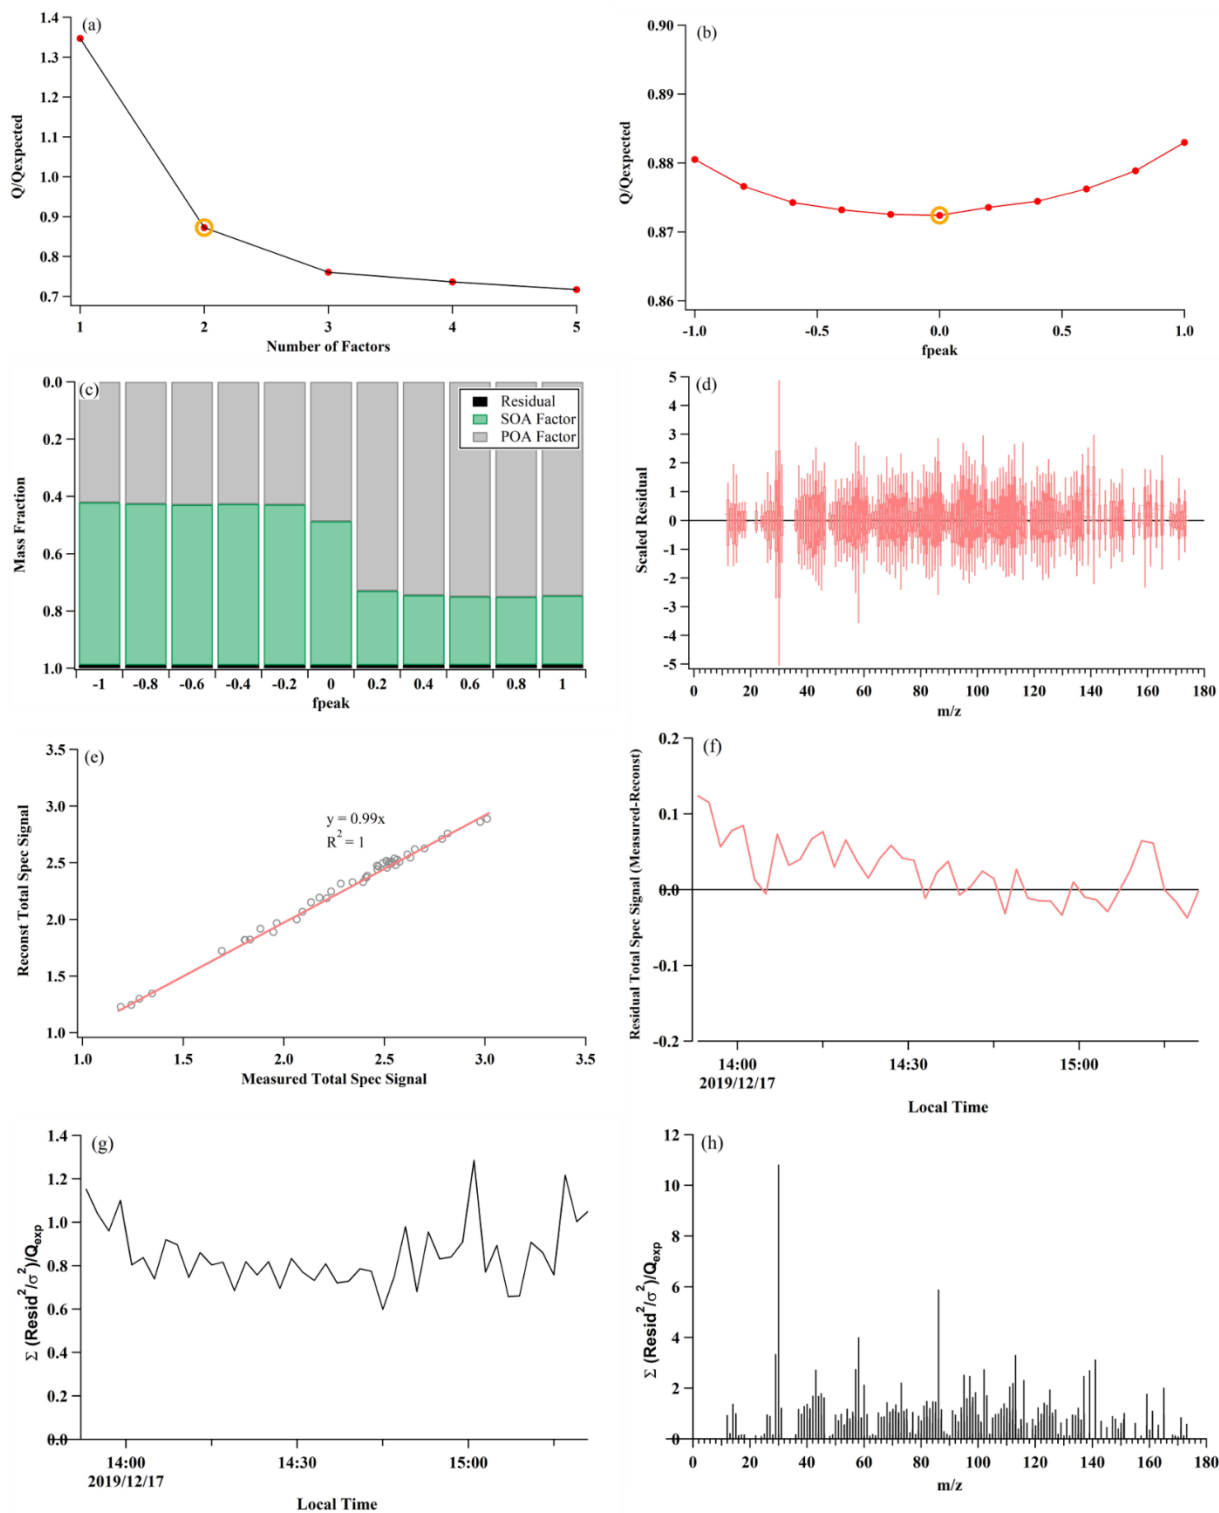 (a)
1.4
1.3
1.2
1.1
1.0
0.9
0.8
0.7
Q/Qexpected
1 2 3 4 5
Number of Factors
(b)
0.90
0.89
0.88
0.87
0.86
Q/Qexpected
-1.0 -0.5 0.0 0.5 1.0
fpeak
(c)
0.0
0.2
0.4
0.6
0.8
1.0
Mass Fraction
Residual
SOA Factor
POA Factor
-1 -0.8 -0.6 -0.4 -0.2 0 0.2 0.4 0.6 0.8 1
fpeak
(d)
5
4
3
2
1
0
-1
-2
-3
-4
-5
Scaled Residual
0 20 40 60 80 100 120 140 160 180
m/z
(e)
3.5
3.0
2.5
2.0
1.5
1.0
Reconst Total Spec Signal
y = 0.99x
R² = 1
1.0 1.5 2.0 2.5 3.0 3.5
Measured Total Spec Signal
(f)
0.2
0.1
0.0
-0.1
-0.2
Residual Total Spec Signal (Measured-Reconst)
14:00 14:30 15:00
2019/12/17
Local Time
(g)
1.4
1.2
1.0
0.8
0.6
0.4
0.2
0.0
Σ (Resid²/σ²)/Qexp
14:00 14:30 15:00
2019/12/17
Local Time
(h)
12
10
8
6
4
2
0
Σ (Resid²/σ²)/Qexp
0 20 40 60 80 100 120 140 160 180
m/z